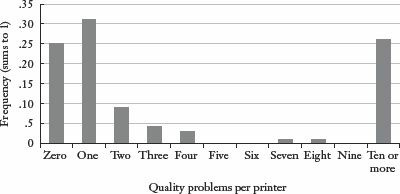 .35
.30
.25
.20
.15
.10
.5
0
Frequency (sums to 1)
Zero One Two Three Four Five Six Seven Eight Nine Ten or
more
Quality problems per printer